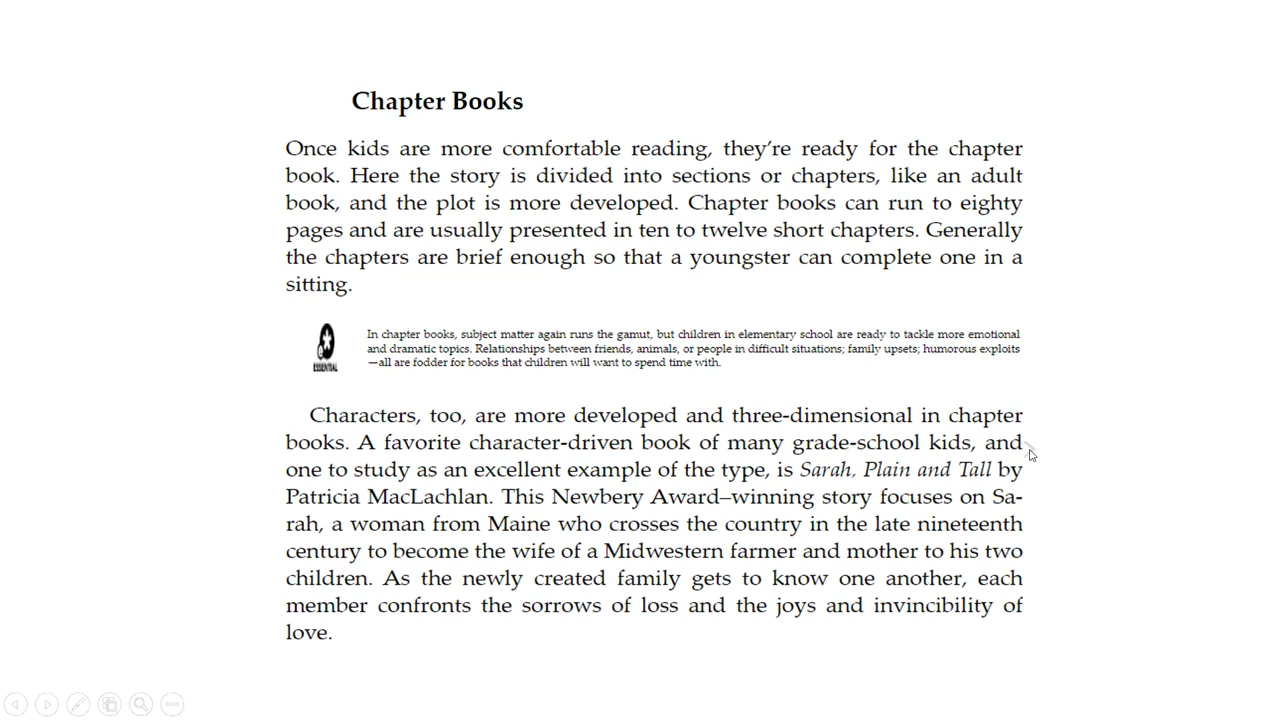 Chapter Books
Once kids are more comfortable reading, they’re ready for the chapter
book. Here the story is divided into sections or chapters, like an adult
book, and the plot is more developed. Chapter books can run to eighty
pages and are usually presented in ten to twelve short chapters. Generally
the chapters are brief enough so that a youngster can complete one in a
sitting.
In chapter books, subject matter again runs the gamut, but children in elementary school are ready to tackle more emotional
and dramatic topics. Relationships between friends, animals, or people in difficult situations; family upsets; humorous exploits
—all are fodder for books that children will want to spend time with.
ESSENTIAL
Characters, too, are more developed and three-dimensional in chapter
books. A favorite character-driven book of many grade-school kids, and
one to study as an excellent example of the type, is Sarah, Plain and Tall by
Patricia MacLachlan. This Newbery Award–winning story focuses on Sa-
rah, a woman from Maine who crosses the country in the late nineteenth
century to become the wife of a Midwestern farmer and mother to his two
children. As the newly created family gets to know one another, each
member confronts the sorrows of loss and the joys and invincibility of
love.